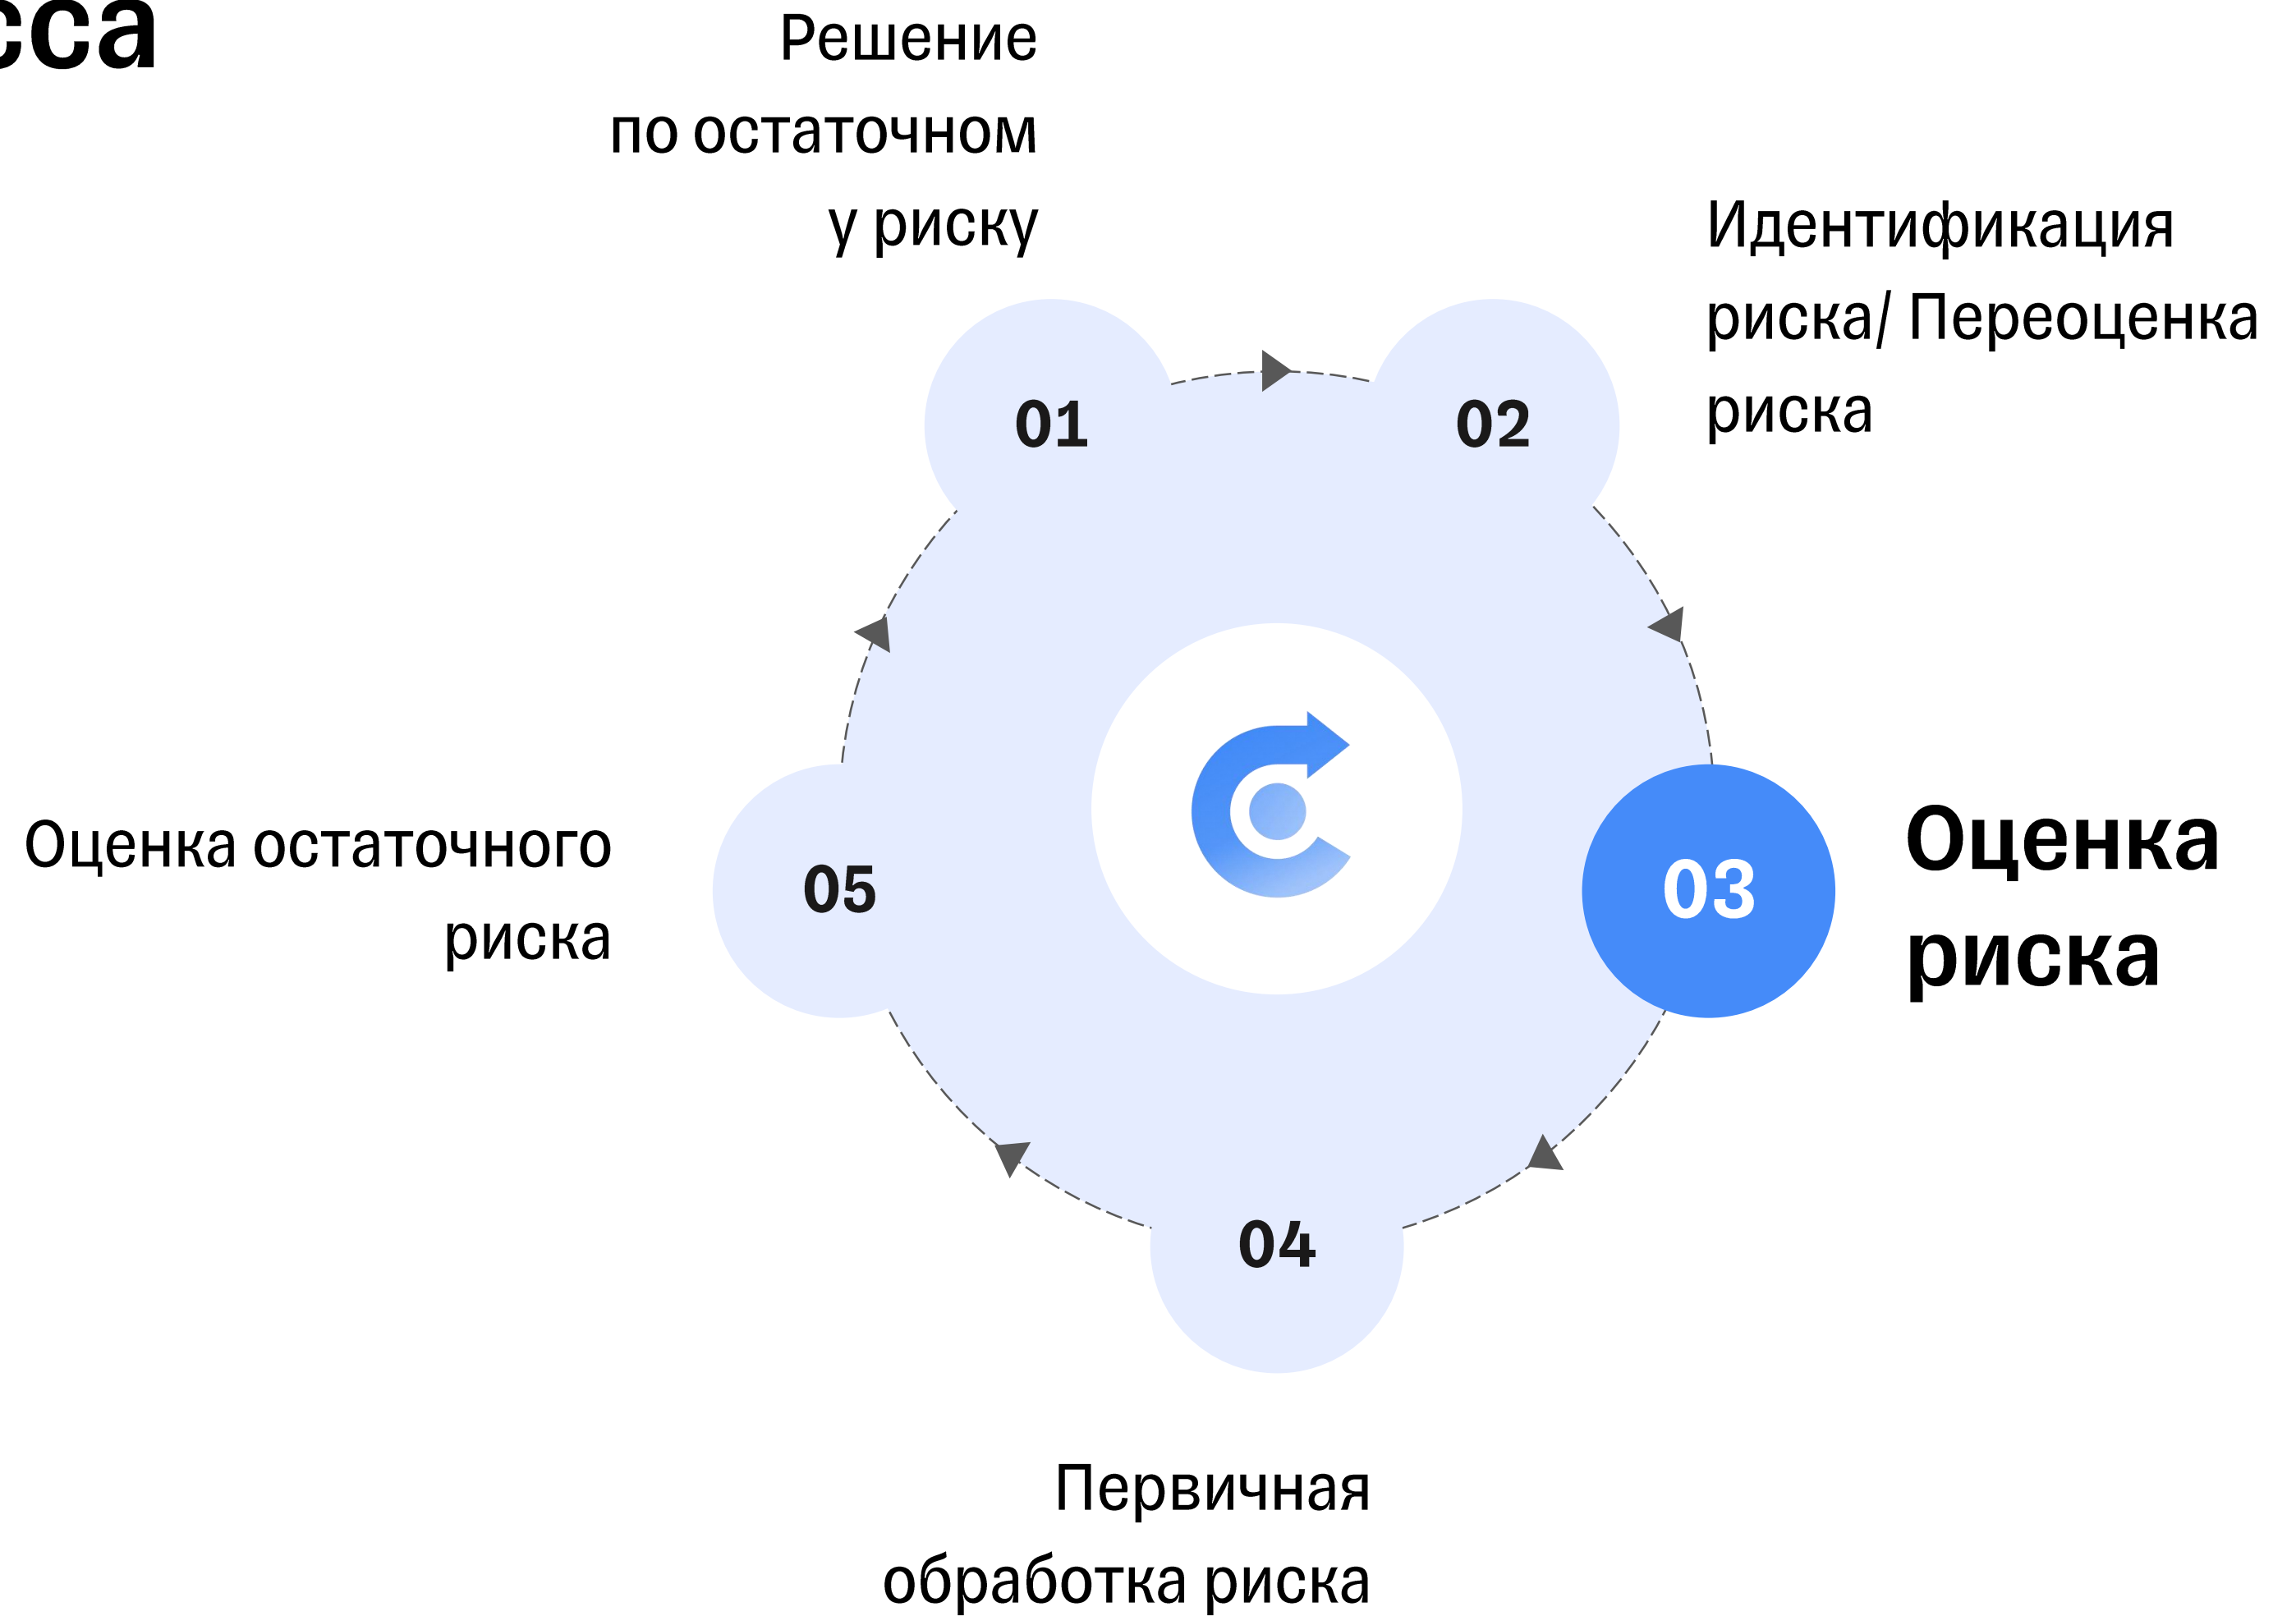 сса
Решение
по остаточном
у риску
Идентификация
риска/ Переоценка
риска
01
02
Оценка остаточного
риска
05
03
Оценка
риска
04
Первичная
обработка риска